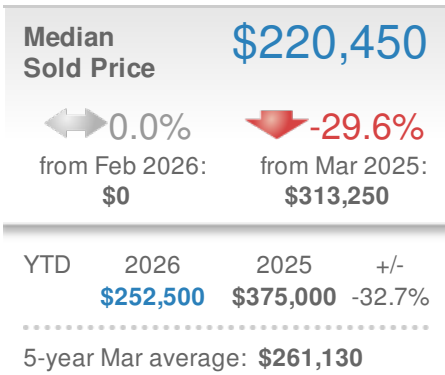 Median
Sold Price
$220,450
0.0%
from Feb 2026:
$0
-29.6%
from Mar 2025:
$313,250
YTD 2026 2025 +/-
$252,500 $375,000 -32.7%
5-year Mar average: $261,130